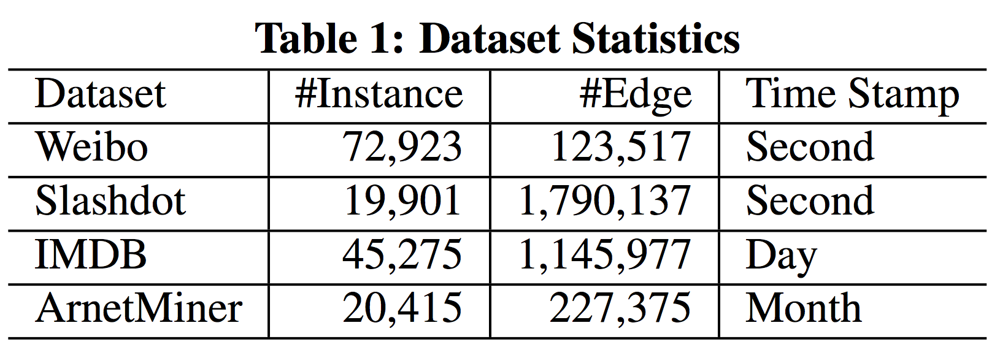 Table 1: Dataset Statistics
Dataset #Instance #Edge Time Stamp
Weibo 72,923 123,517 Second
Slashdot 19,901 1,790,137 Second
IMDB 45,275 1,145,977 Day
ArnetMiner 20,415 227,375 Month